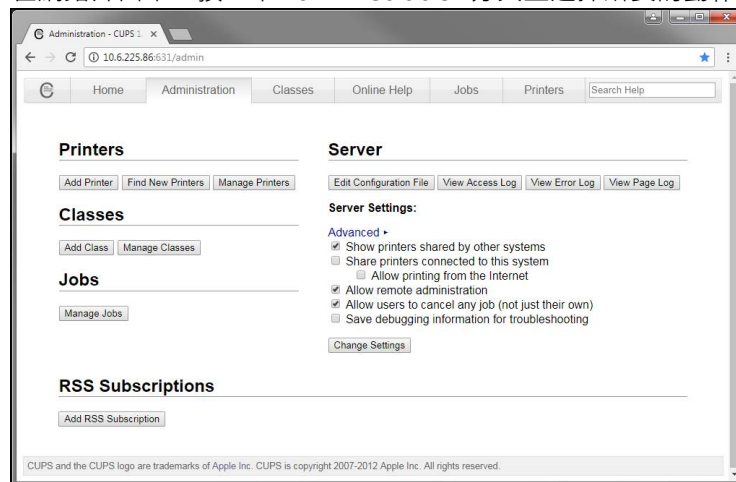 Administration - CUPS 1
10.6.225.86:631/admin
Home Administration Classes Online Help Jobs Printers Search Help
Printers
Add Printer Find New Printers Manage Printers
Classes
Add Class Manage Classes
Jobs
Manage Jobs
Server
Edit Configuration File View Access Log View Error Log View Page Log
Server Settings:
Advanced ▸
Show printers shared by other systems
Share printers connected to this system
Allow printing from the Internet
Allow remote administration
Allow users to cancel any job (not just their own)
Save debugging information for troubleshooting
Change Settings
RSS Subscriptions
Add RSS Subscription
CUPS and the CUPS logo are trademarks of Apple Inc. CUPS is copyright 2007-2012 Apple Inc. All rights reserved.